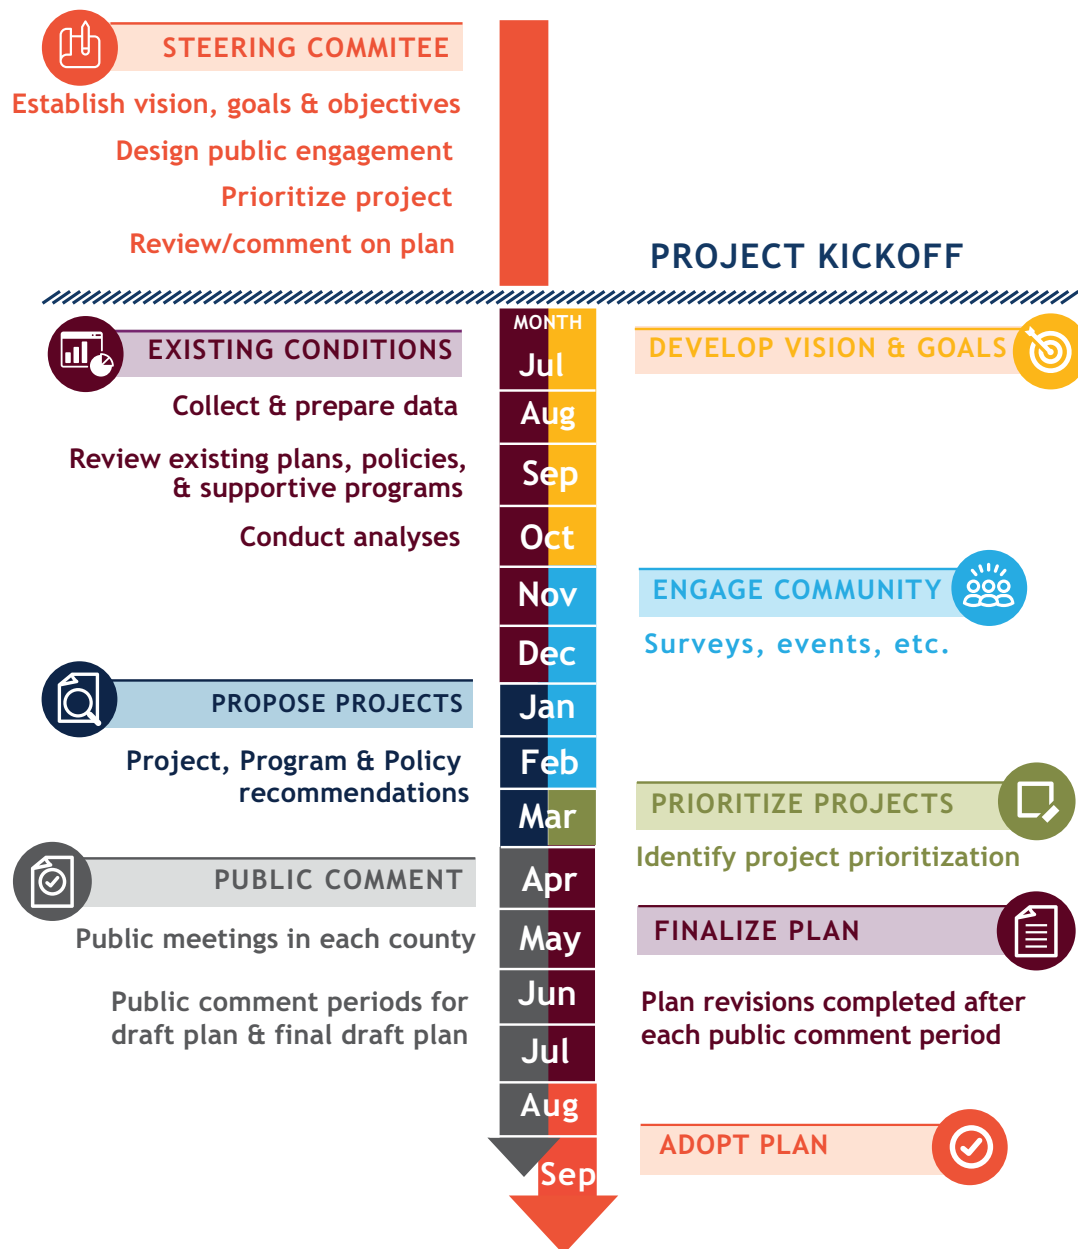 STEERING COMMITEE
Establish vision, goals & objectives
Design public engagement
Prioritize project
Review/comment on plan
PROJECT KICKOFF
MONTH
EXISTING CONDITIONS
DEVELOP VISION & GOALS
Jul
Collect & prepare data
Aug
Review existing plans, policies,
& supportive programs
Sep
Conduct analyses
Oct
ENGAGE COMMUNITY
Nov
Surveys, events, etc.
Dec
PROPOSE PROJECTS
Jan
Project, Program & Policy
recommendations
Feb
PRIORITIZE PROJECTS
Mar
Identify project prioritization
PUBLIC COMMENT
Apr
Public meetings in each county
May
FINALIZE PLAN
Public comment periods for
draft plan & final draft plan
Jun
Plan revisions completed after
each public comment period
Jul
Aug
ADOPT PLAN
Sep